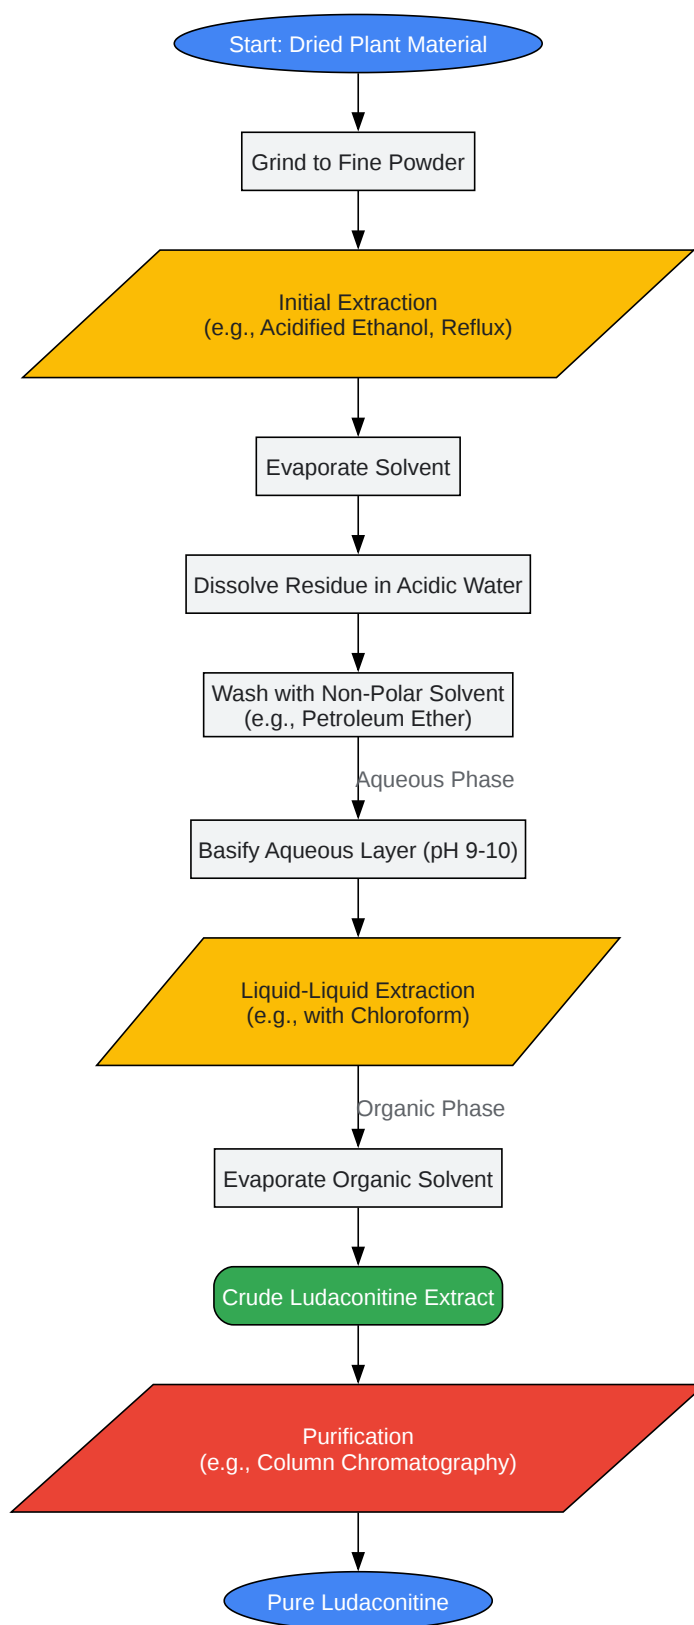 Start: Dried Plant Material
Grind to Fine Powder
Initial Extraction
(e.g., Acidified Ethanol, Reflux)
Evaporate Solvent
Dissolve Residue in Acidic Water
Wash with Non-Polar Solvent
(e.g., Petroleum Ether)
Aqueous Phase
Basify Aqueous Layer (pH 9-10)
Liquid-Liquid Extraction
(e.g., with Chloroform)
Organic Phase
Evaporate Organic Solvent
Crude Ludaconitine Extract
Purification
(e.g., Column Chromatography)
Pure Ludaconitine